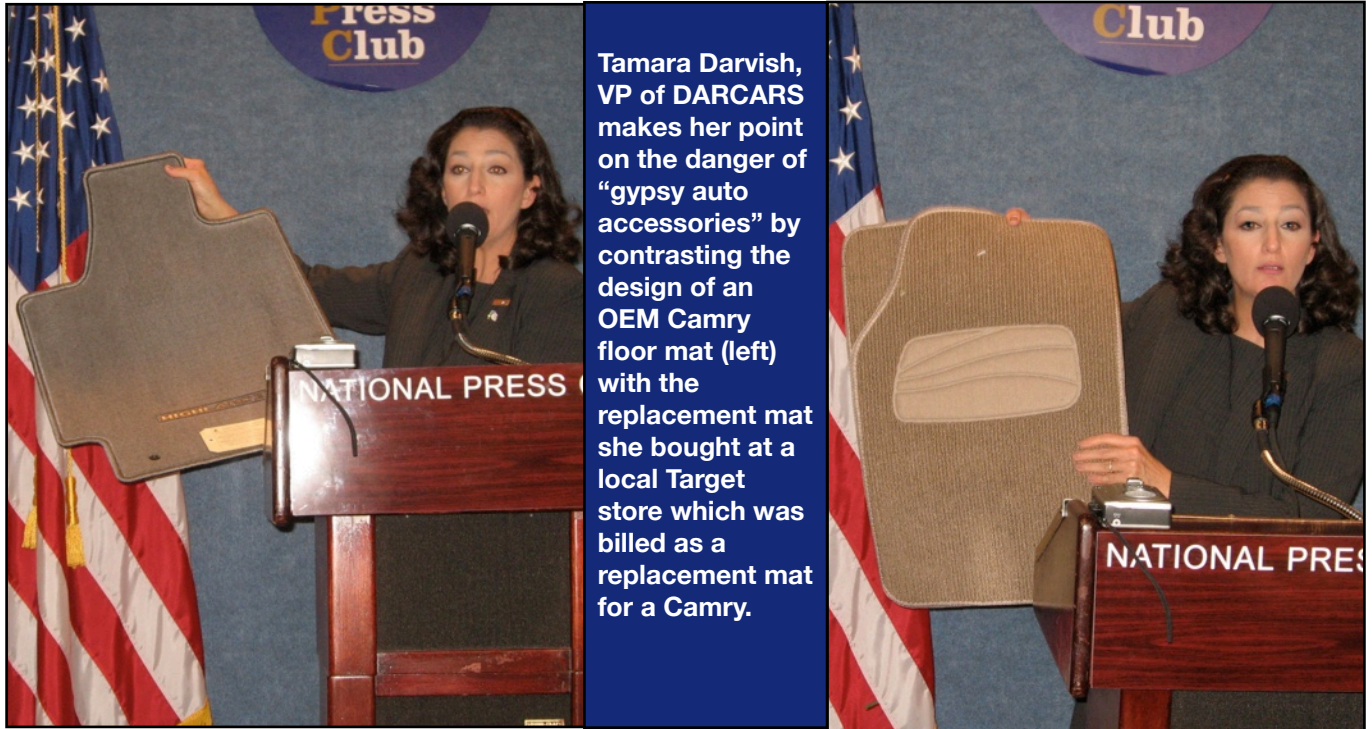 Press
Club
NATIONAL PRESS
Tamara Darvish,
VP of DARCARS
makes her point
on the danger of
“gypsy auto
accessories” by
contrasting the
design of an
OEM Camry
floor mat (left)
with the
replacement mat
she bought at a
local Target
store which was
billed as a
replacement mat
for a Camry.
Club
NATIONAL PRES